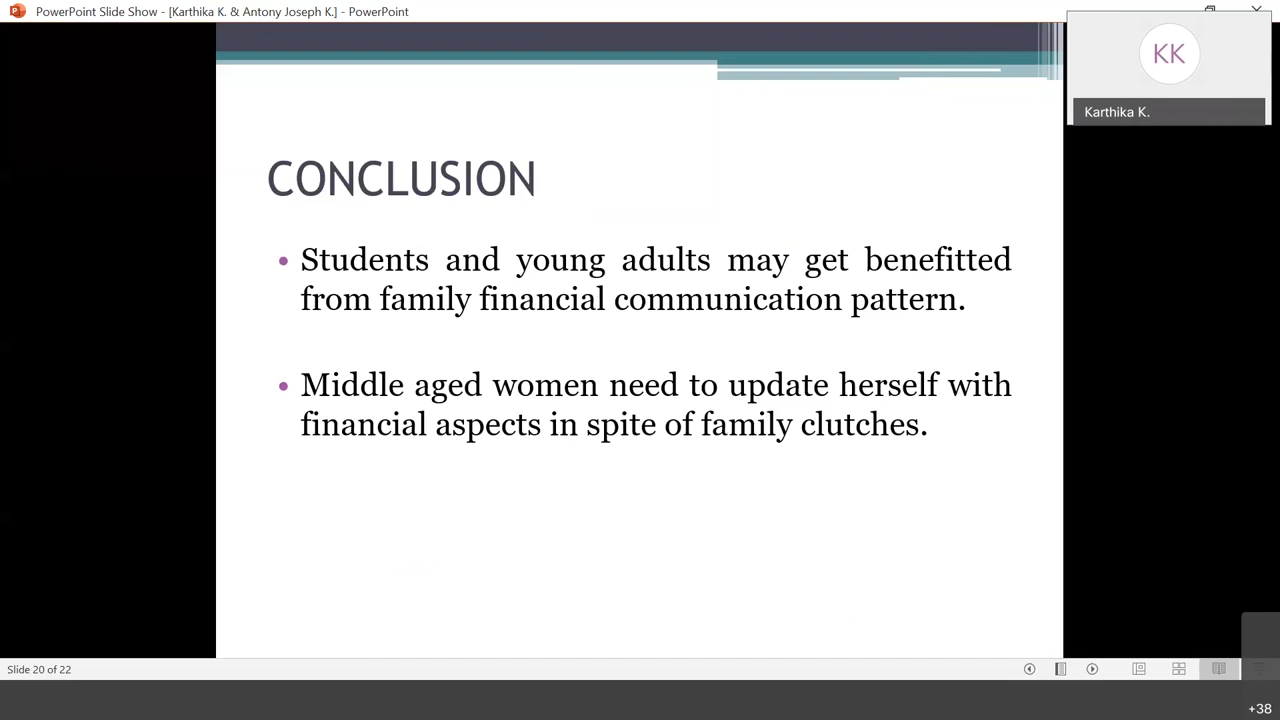 PowerPoint Slide Show - [Karthika K. & Antony Joseph K.] - PowerPoint
KK
Karthika K.
CONCLUSION
• Students and young adults may get benefitted
from family financial communication pattern.
• Middle aged women need to update herself with
financial aspects in spite of family clutches.
Slide 20 of 22
+38